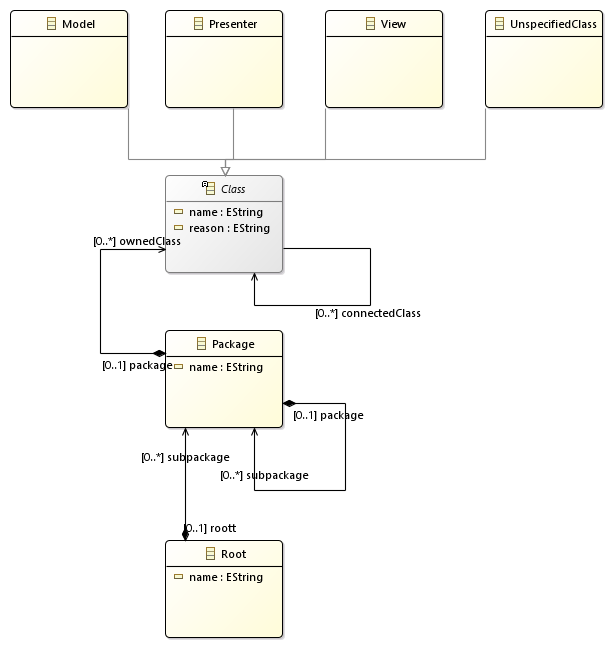 Model
Presenter
View
UnspecifiedClass
Class
name : EString
reason : EString
[0..*] ownedClass
[0..*] connectedClass
Package
name : EString
[0..1] package
[0..1] package
[0..*] subpackage
[0..*] subpackage
[0..1] roott
Root
name : EString